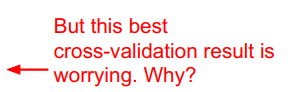 But this best
cross-validation result is
worrying. Why?